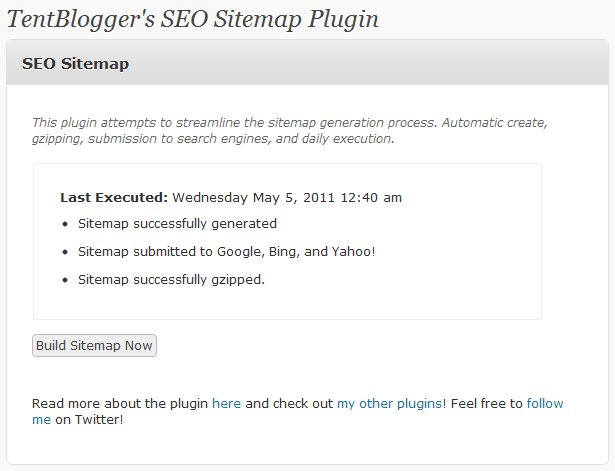 TentBlogger's SEO Sitemap Plugin
SEO Sitemap
This plugin attempts to streamline the sitemap generation process. Automatic create,
gzipping, submission to search engines, and daily execution.
Last Executed: Wednesday May 5, 2011 12:40 am
• Sitemap successfully generated
• Sitemap submitted to Google, Bing, and Yahoo!
• Sitemap successfully gzipped.
Build Sitemap Now
Read more about the plugin here and check out my other plugins! Feel free to follow
me on Twitter!